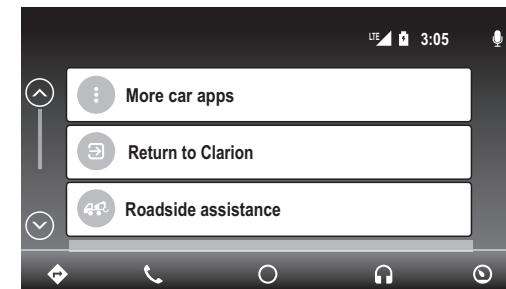 LTE 3:05
More car apps
Return to Clarion
Roadside assistance